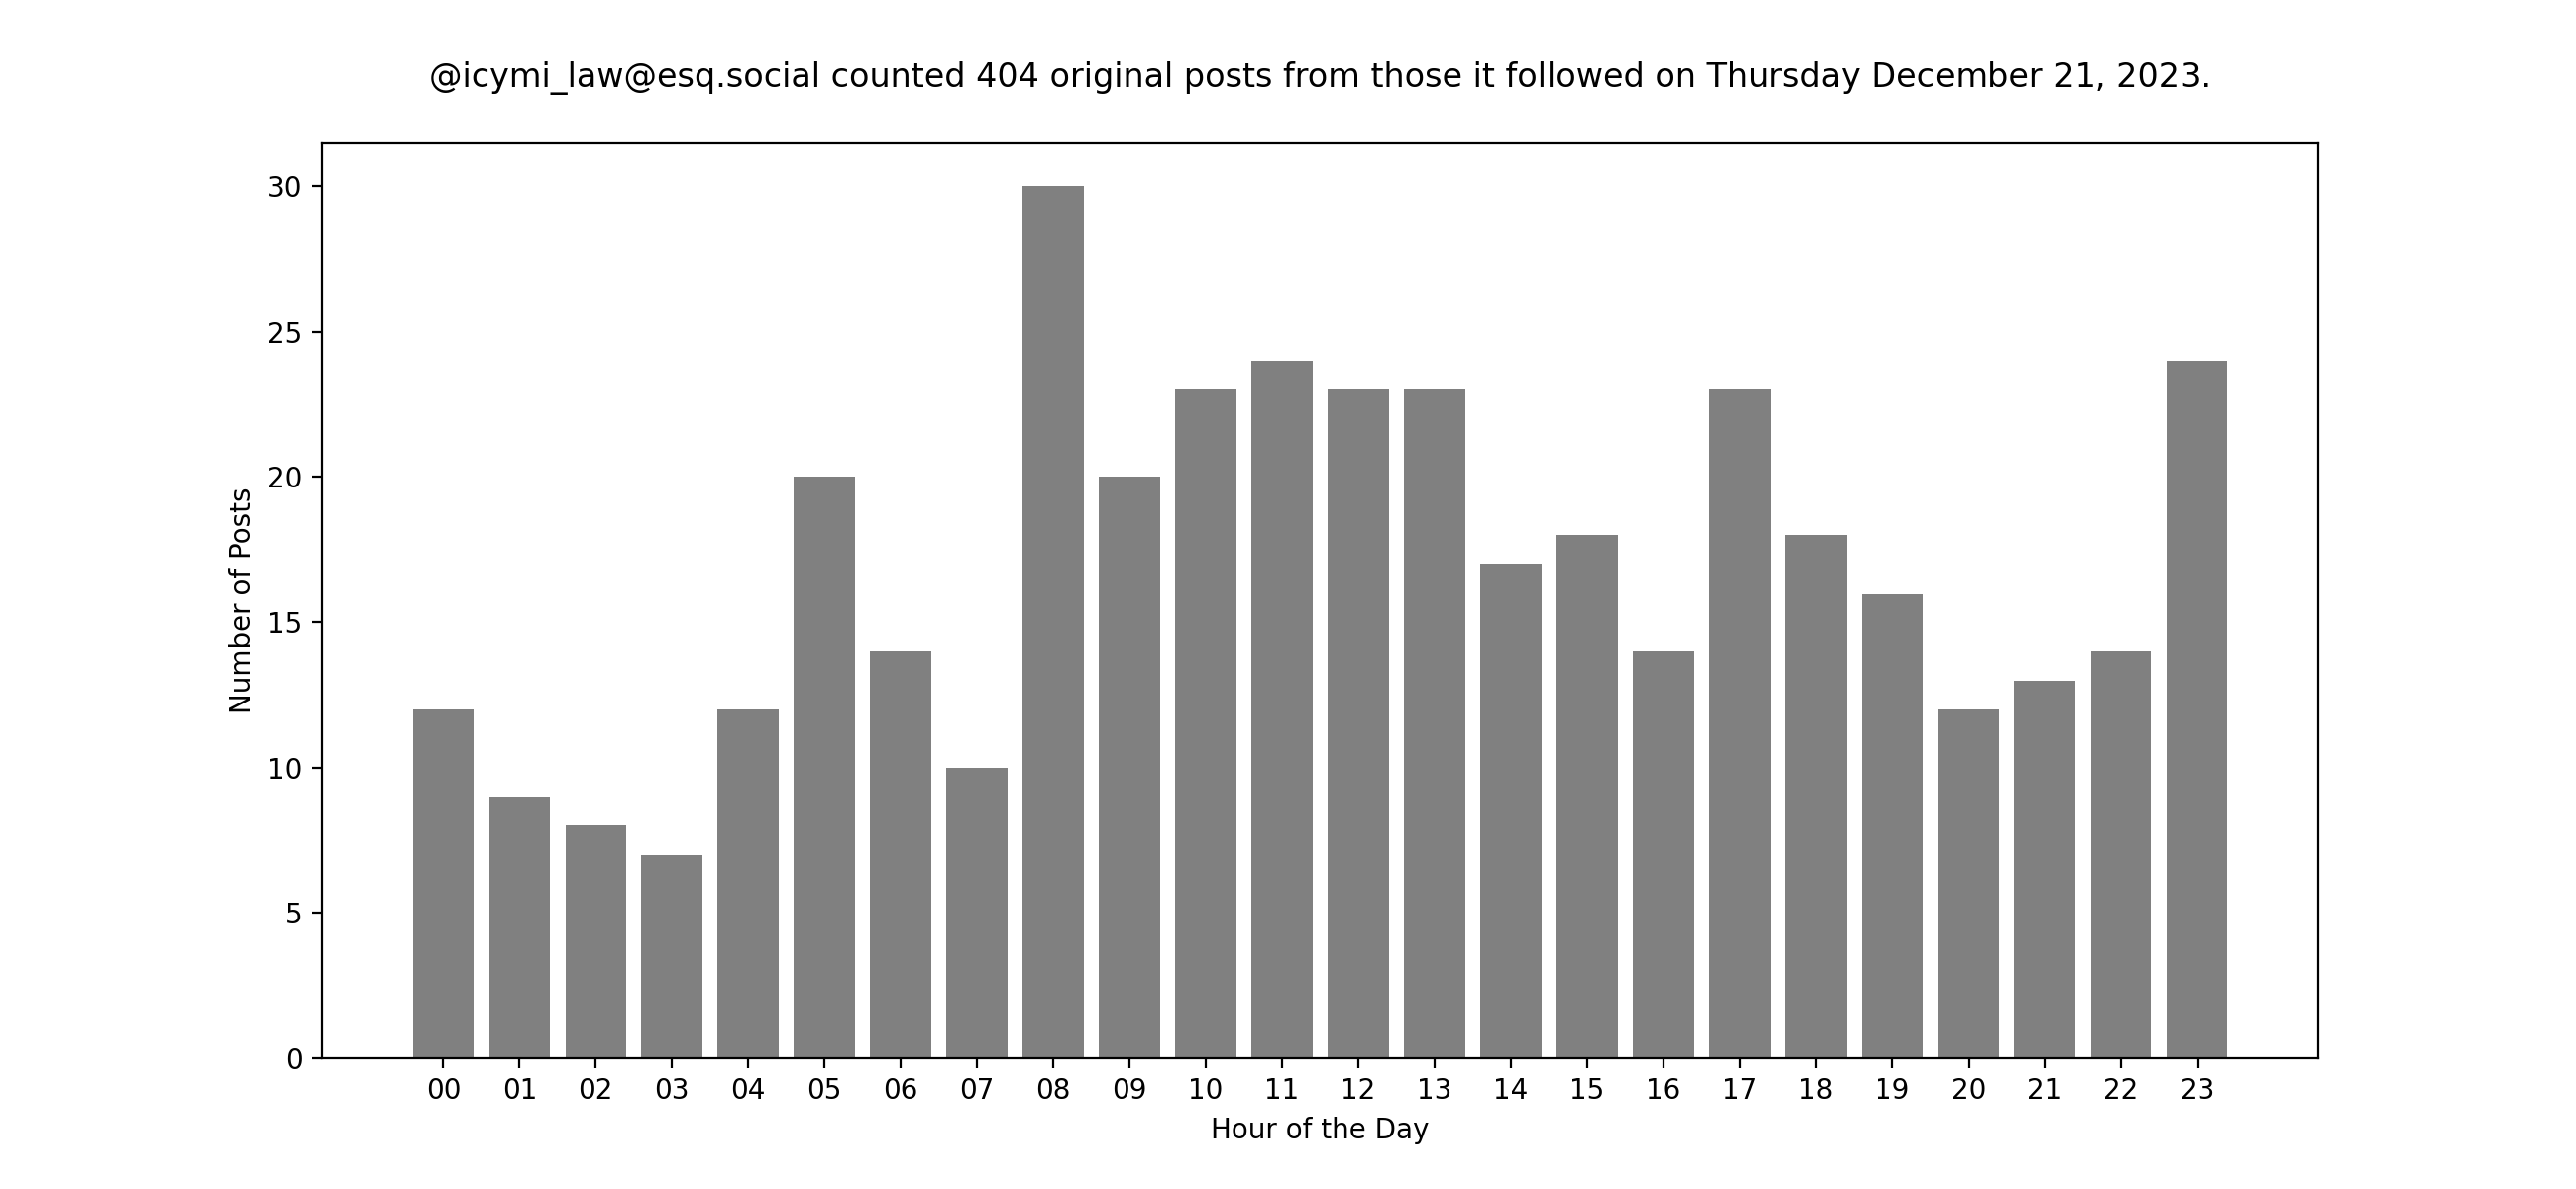 @icymi_law@esq.social counted 404 original posts from those it followed on Thursday December 21, 2023.
30
25
20
15
10
5
0
Number of Posts
00 01 02 03 04 05 06 07 08 09 10 11 12 13 14 15 16 17 18 19 20 21 22 23
Hour of the Day